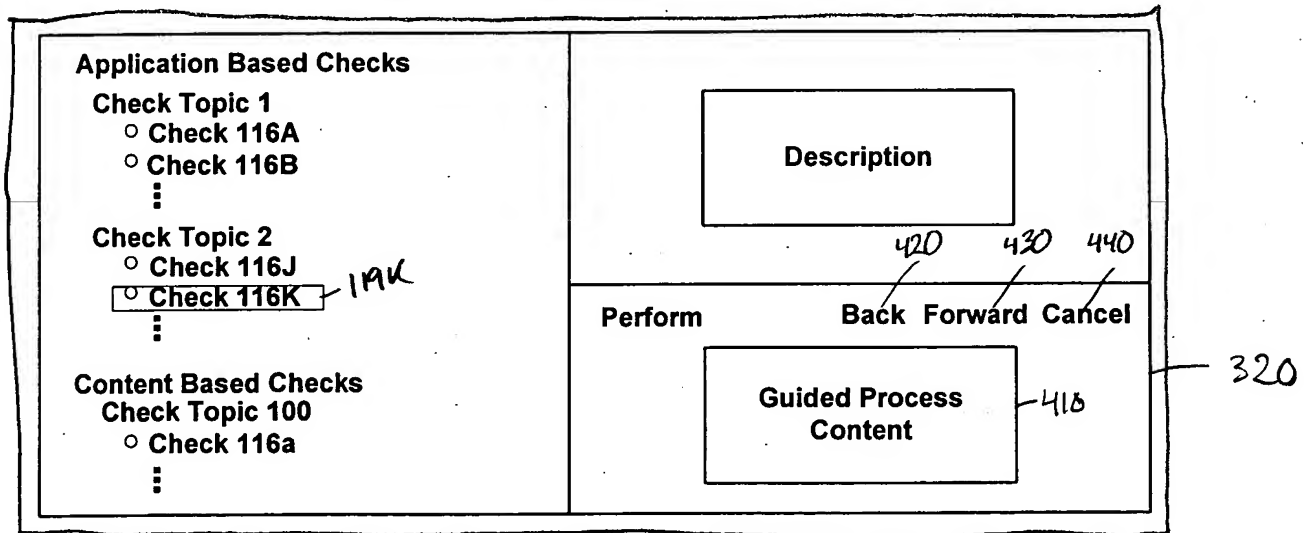 Application Based Checks
Check Topic 1
Check 116A
Check 116B
Check Topic 2
Check 116J
Check 116K
119K
Content Based Checks
Check Topic 100
Check 116a
Description
420 430 440
Perform Back Forward Cancel
320
Guided Process
Content
410